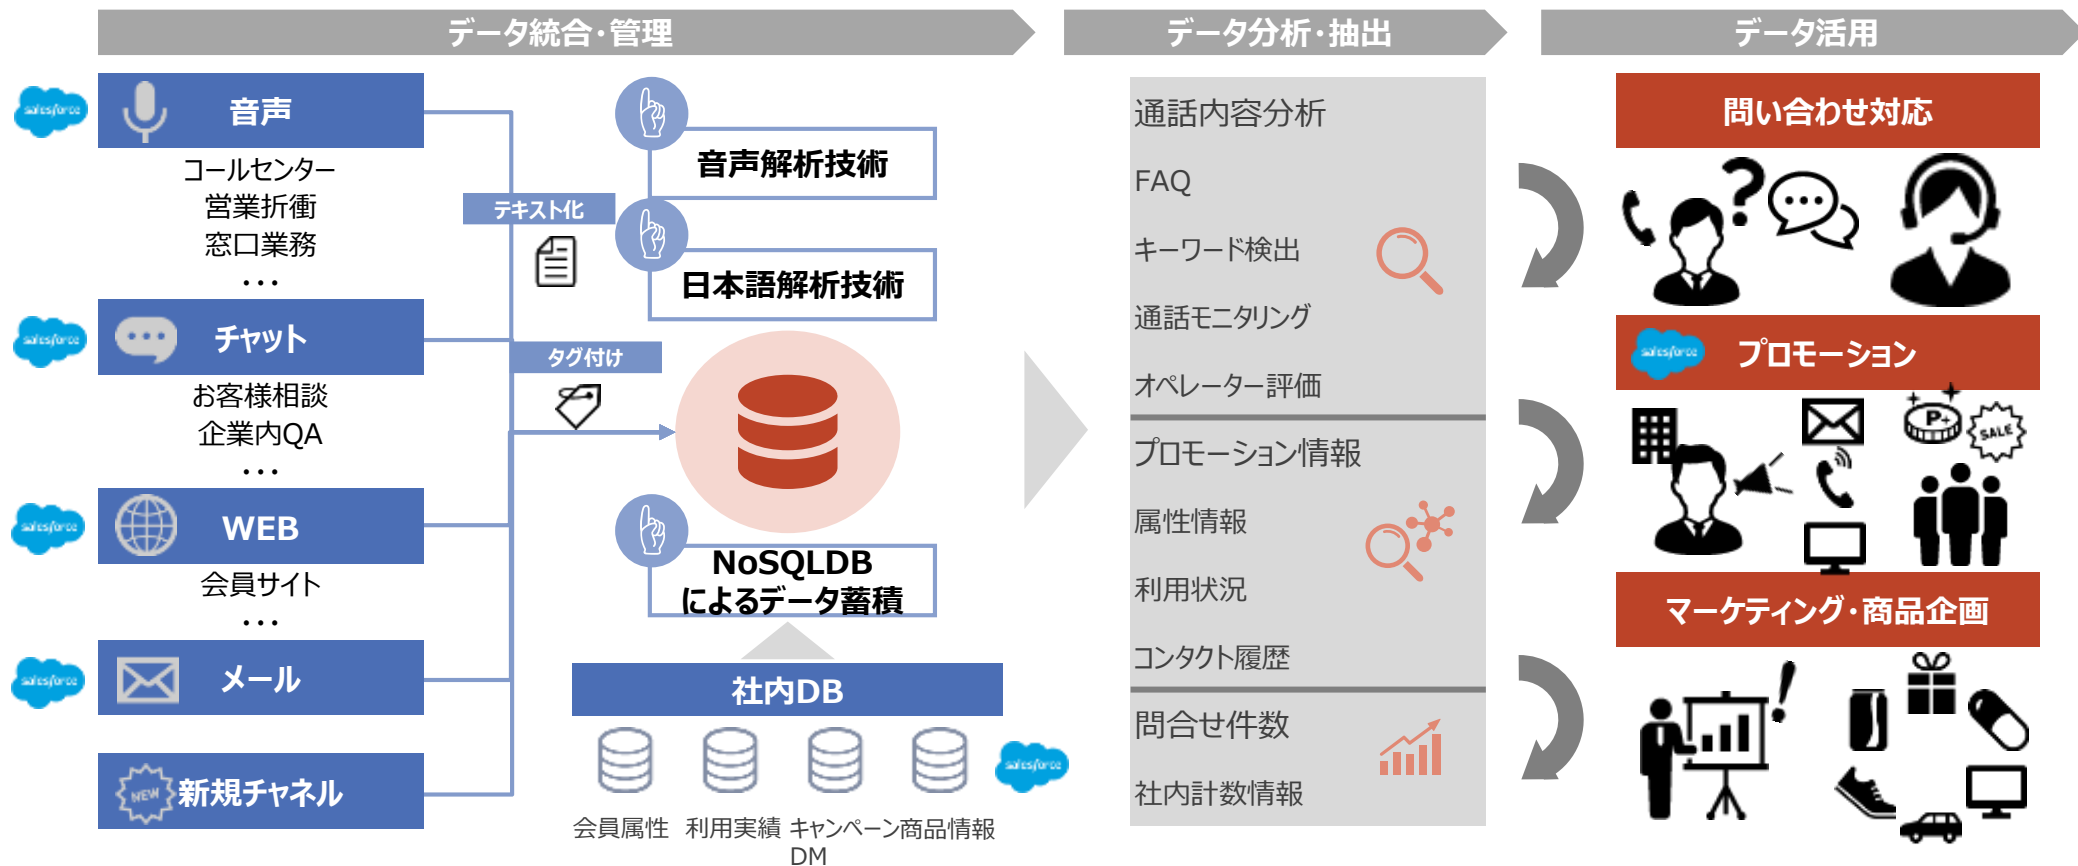 データ統合・管理
データ分析・抽出
データ活用
salesforce
音声
コールセンター
営業折衝
窓口業務
・・・
salesforce
チャット
お客様相談
企業内QA
・・・
salesforce
WEB
会員サイト
・・・
salesforce
メール
NEW
新規チャネル
テキスト化
タグ付け
音声解析技術
日本語解析技術
NoSQLDB
によるデータ蓄積
社内DB
salesforce
会員属性
利用実績
キャンペーン
DM
商品情報
通話内容分析
FAQ
キーワード検出
通話モニタリング
オペレーター評価
プロモーション情報
属性情報
利用状況
コンタクト履歴
問合せ件数
社内計数情報
問い合わせ対応
?
salesforce
プロモーション
P+
SALE
マーケティング・商品企画
!